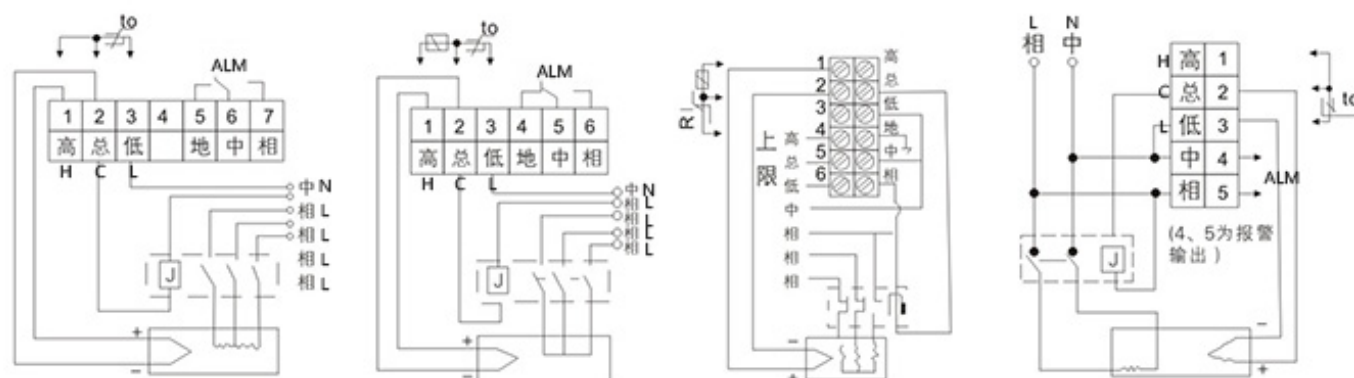 to
ALM
1 2 3 4 5 6 7
高 总 低 地 中 相
H C L
中 N
相 L
相 L
相 L
相 L
J
+
−
to
ALM
1 2 3 4 5 6
高 总 低 地 中 相
H C L
中 N
相 L
相 L
相 L
相 L
J
+
−
R
1 高
2 总
3 低
上限
高 4 地
总 5 中
低 6 相
中
相
相
相
−
+
L N
相 中
H 高 1
C 总 2
L 低 3
中 4
相 5
ALM
to
(4、5为报警
输出)
J
−
+